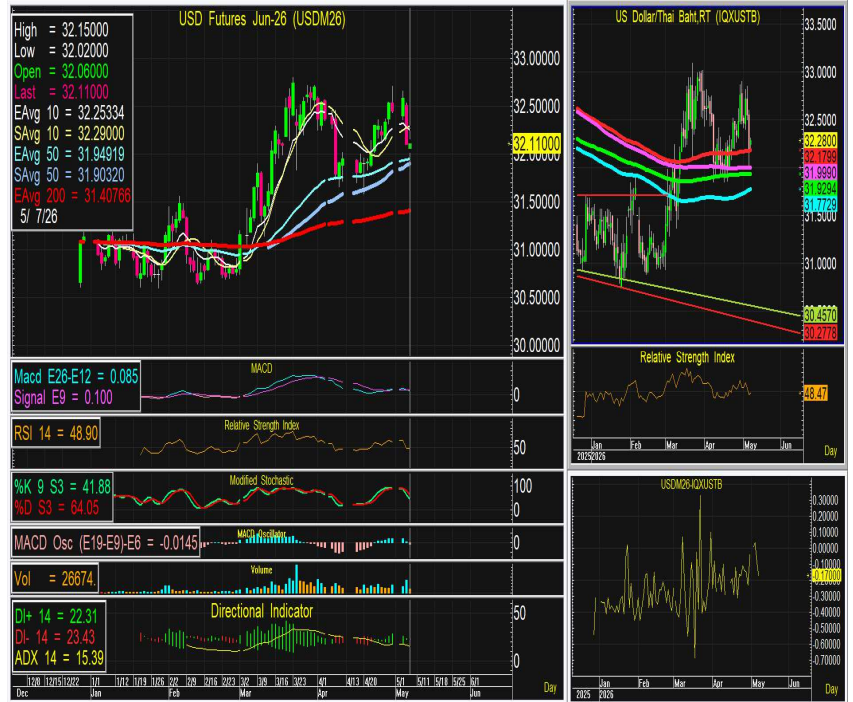 USD Futures Jun-26 (USDM26)
High = 32.15000
Low = 32.02000
Open = 32.06000
Last = 32.11000
EAvg 10 = 32.25334
SAvg 10 = 32.29000
EAvg 50 = 31.94919
SAvg 50 = 31.90320
EAvg 200 = 31.40766
5/ 7/26
33.00000
32.50000
32.11000
32.00000
31.50000
31.00000
30.50000
30.00000
MACD
Macd E26-E12 = 0.085
Signal E9 = 0.100
0
Relative Strength Index
RSI 14 = 48.90
50
Modified Stochastic
%K 9 S3 = 41.88
%D S3 = 64.05
100
0
MACD Oscillator
MACD Osc (E19-E9)-E6 = -0.0145
0
Volume
Vol = 26674.
Directional Indicator
DI+ 14 = 22.31
DI- 14 = 23.43
ADX 14 = 15.39
50
0
12/8 12/15 12/22 1/1 1/12 1/19 1/26 2/2 2/9 2/16 2/23 3/2 3/9 3/16 3/23 4/1 4/13 4/20 5/1 5/11 5/18 5/25 6/1
Dec Jan Feb Mar Apr May Jun
Day
US Dollar/Thai Baht,RT (IQXUSTB)
33.5000
33.0000
32.5000
32.2800
32.1799
31.9990
31.9294
31.7729
31.5000
31.0000
30.4570
30.2778
Relative Strength Index
48.47
Jan Feb Mar Apr May Jun
2025 2026
Day
USDM26-IQXUSTB
0.30000
0.20000
0.10000
0.00000
-0.17000
-0.30000
-0.40000
-0.50000
-0.60000
-0.70000
Jan Feb Mar Apr May Jun
2025 2026
Day